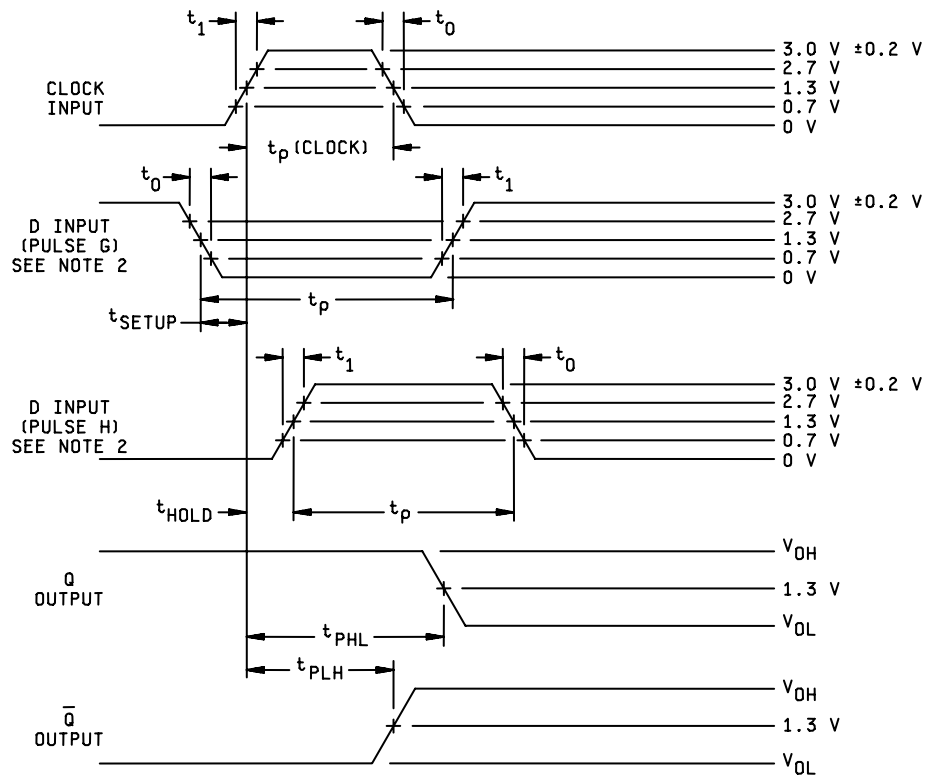 t1
t0
3.0 V ±0.2 V
2.7 V
CLOCK
INPUT
1.3 V
0.7 V
0 V
tp (CLOCK)
t0
t1
3.0 V ±0.2 V
2.7 V
D INPUT
(PULSE G)
SEE NOTE 2
1.3 V
0.7 V
0 V
tp
tSETUP
t1
t0
3.0 V ±0.2 V
2.7 V
D INPUT
(PULSE H)
SEE NOTE 2
1.3 V
0.7 V
0 V
tHOLD
tp
VOH
Q
OUTPUT
1.3 V
VOL
tPHL
tPLH
VOH
Q̅
OUTPUT
1.3 V
VOL